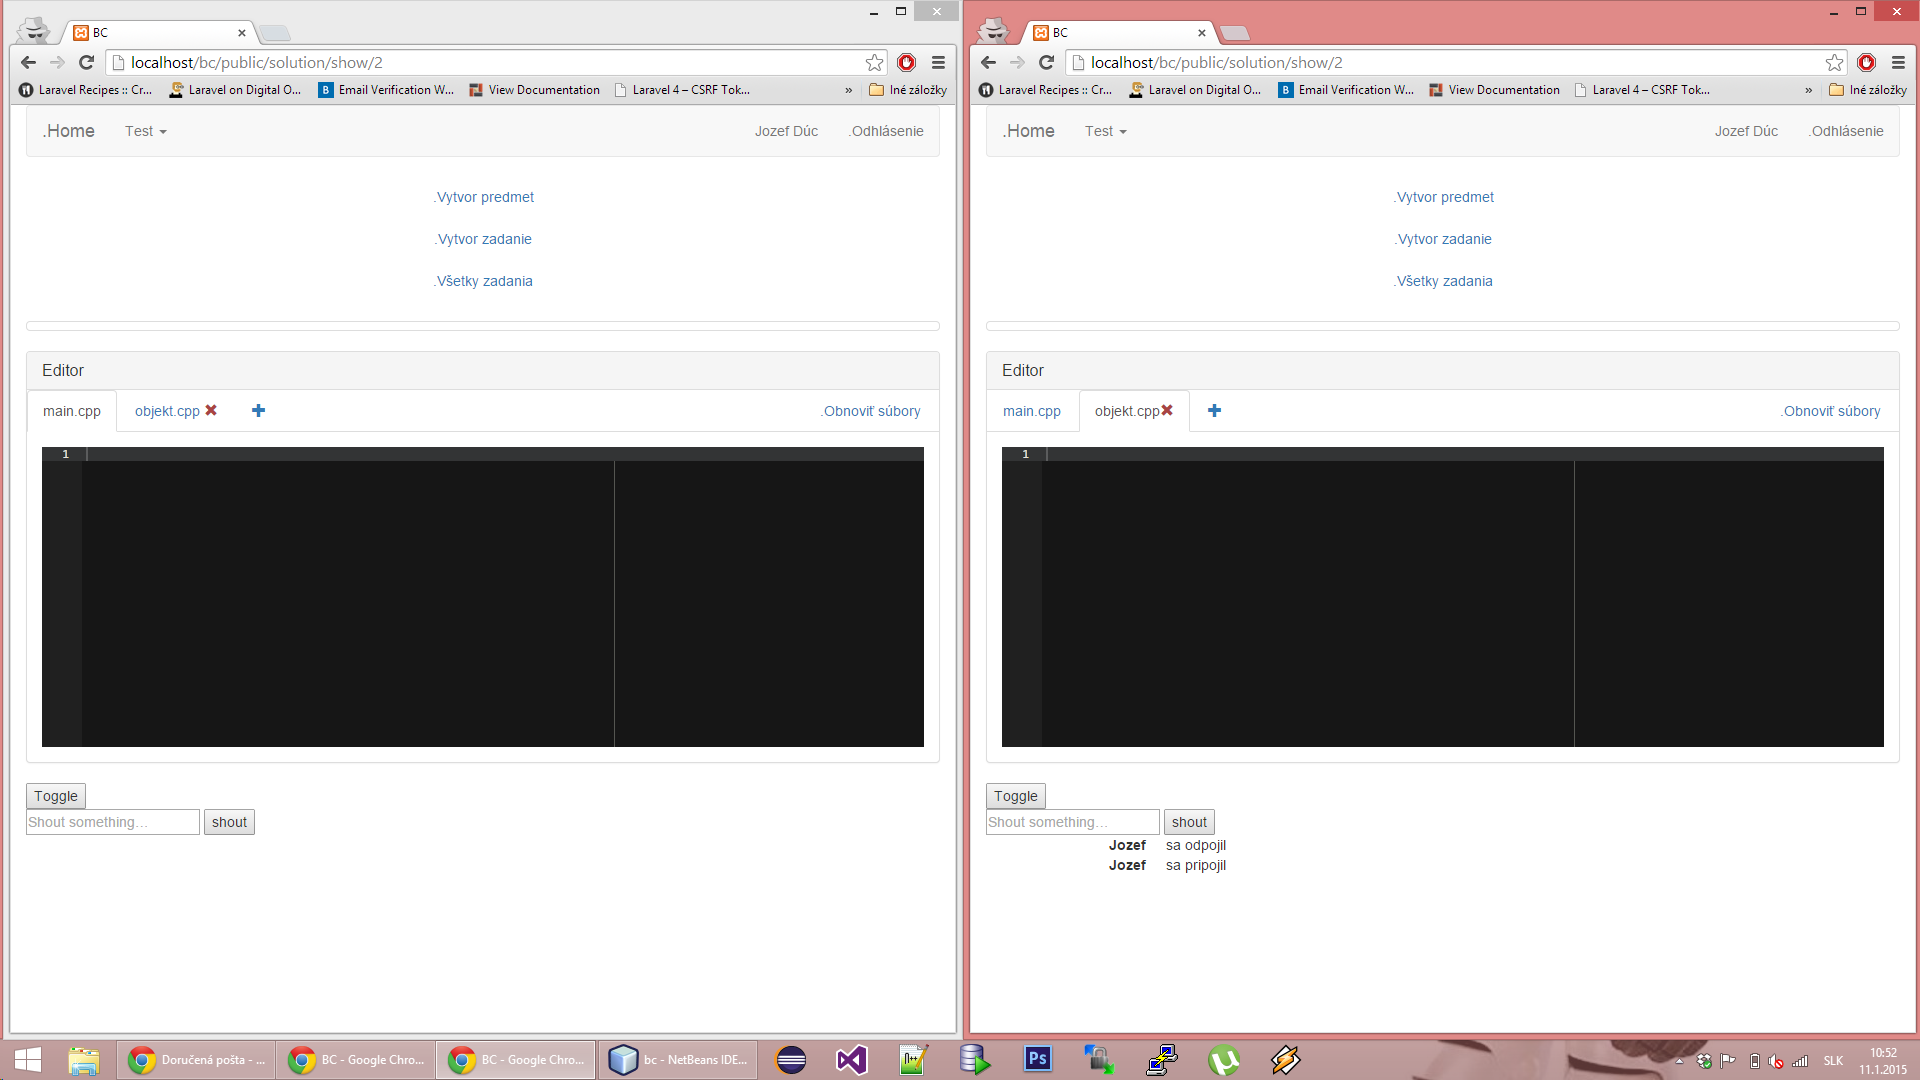 BC
localhost/bc/public/solution/show/2
Laravel Recipes :: Cr...
Laravel on Digital O...
Email Verification W...
View Documentation
Laravel 4 – CSRF Tok...
»
Iné záložky
.Home
Test
Jozef Dúc
.Odhlásenie
.Vytvor predmet
.Vytvor zadanie
.Všetky zadania
Editor
main.cpp
objekt.cpp
.Obnoviť súbory
1
Toggle
Shout something...
shout
BC
localhost/bc/public/solution/show/2
Laravel Recipes :: Cr...
Laravel on Digital O...
Email Verification W...
View Documentation
Laravel 4 – CSRF Tok...
»
Iné záložky
.Home
Test
Jozef Dúc
.Odhlásenie
.Vytvor predmet
.Vytvor zadanie
.Všetky zadania
Editor
main.cpp
objekt.cpp
.Obnoviť súbory
1
Toggle
Shout something...
shout
Jozef sa odpojil
Jozef sa pripojil
Doručená pošta - ...
BC - Google Chro...
BC - Google Chro...
bc - NetBeans IDE...
Ps
SLK
10:52
11.1.2015